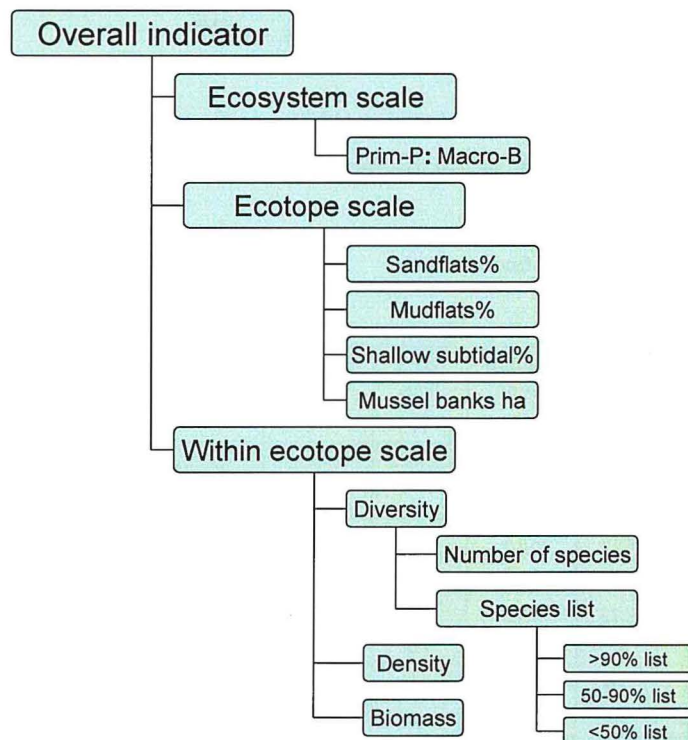 Overall indicator
Ecosystem scale
Prim-P: Macro-B
Ecotope scale
Sandflats%
Mudflats%
Shallow subtidal%
Mussel banks ha
Within ecotope scale
Diversity
Number of species
Species list
>90% list
50-90% list
<50% list
Density
Biomass